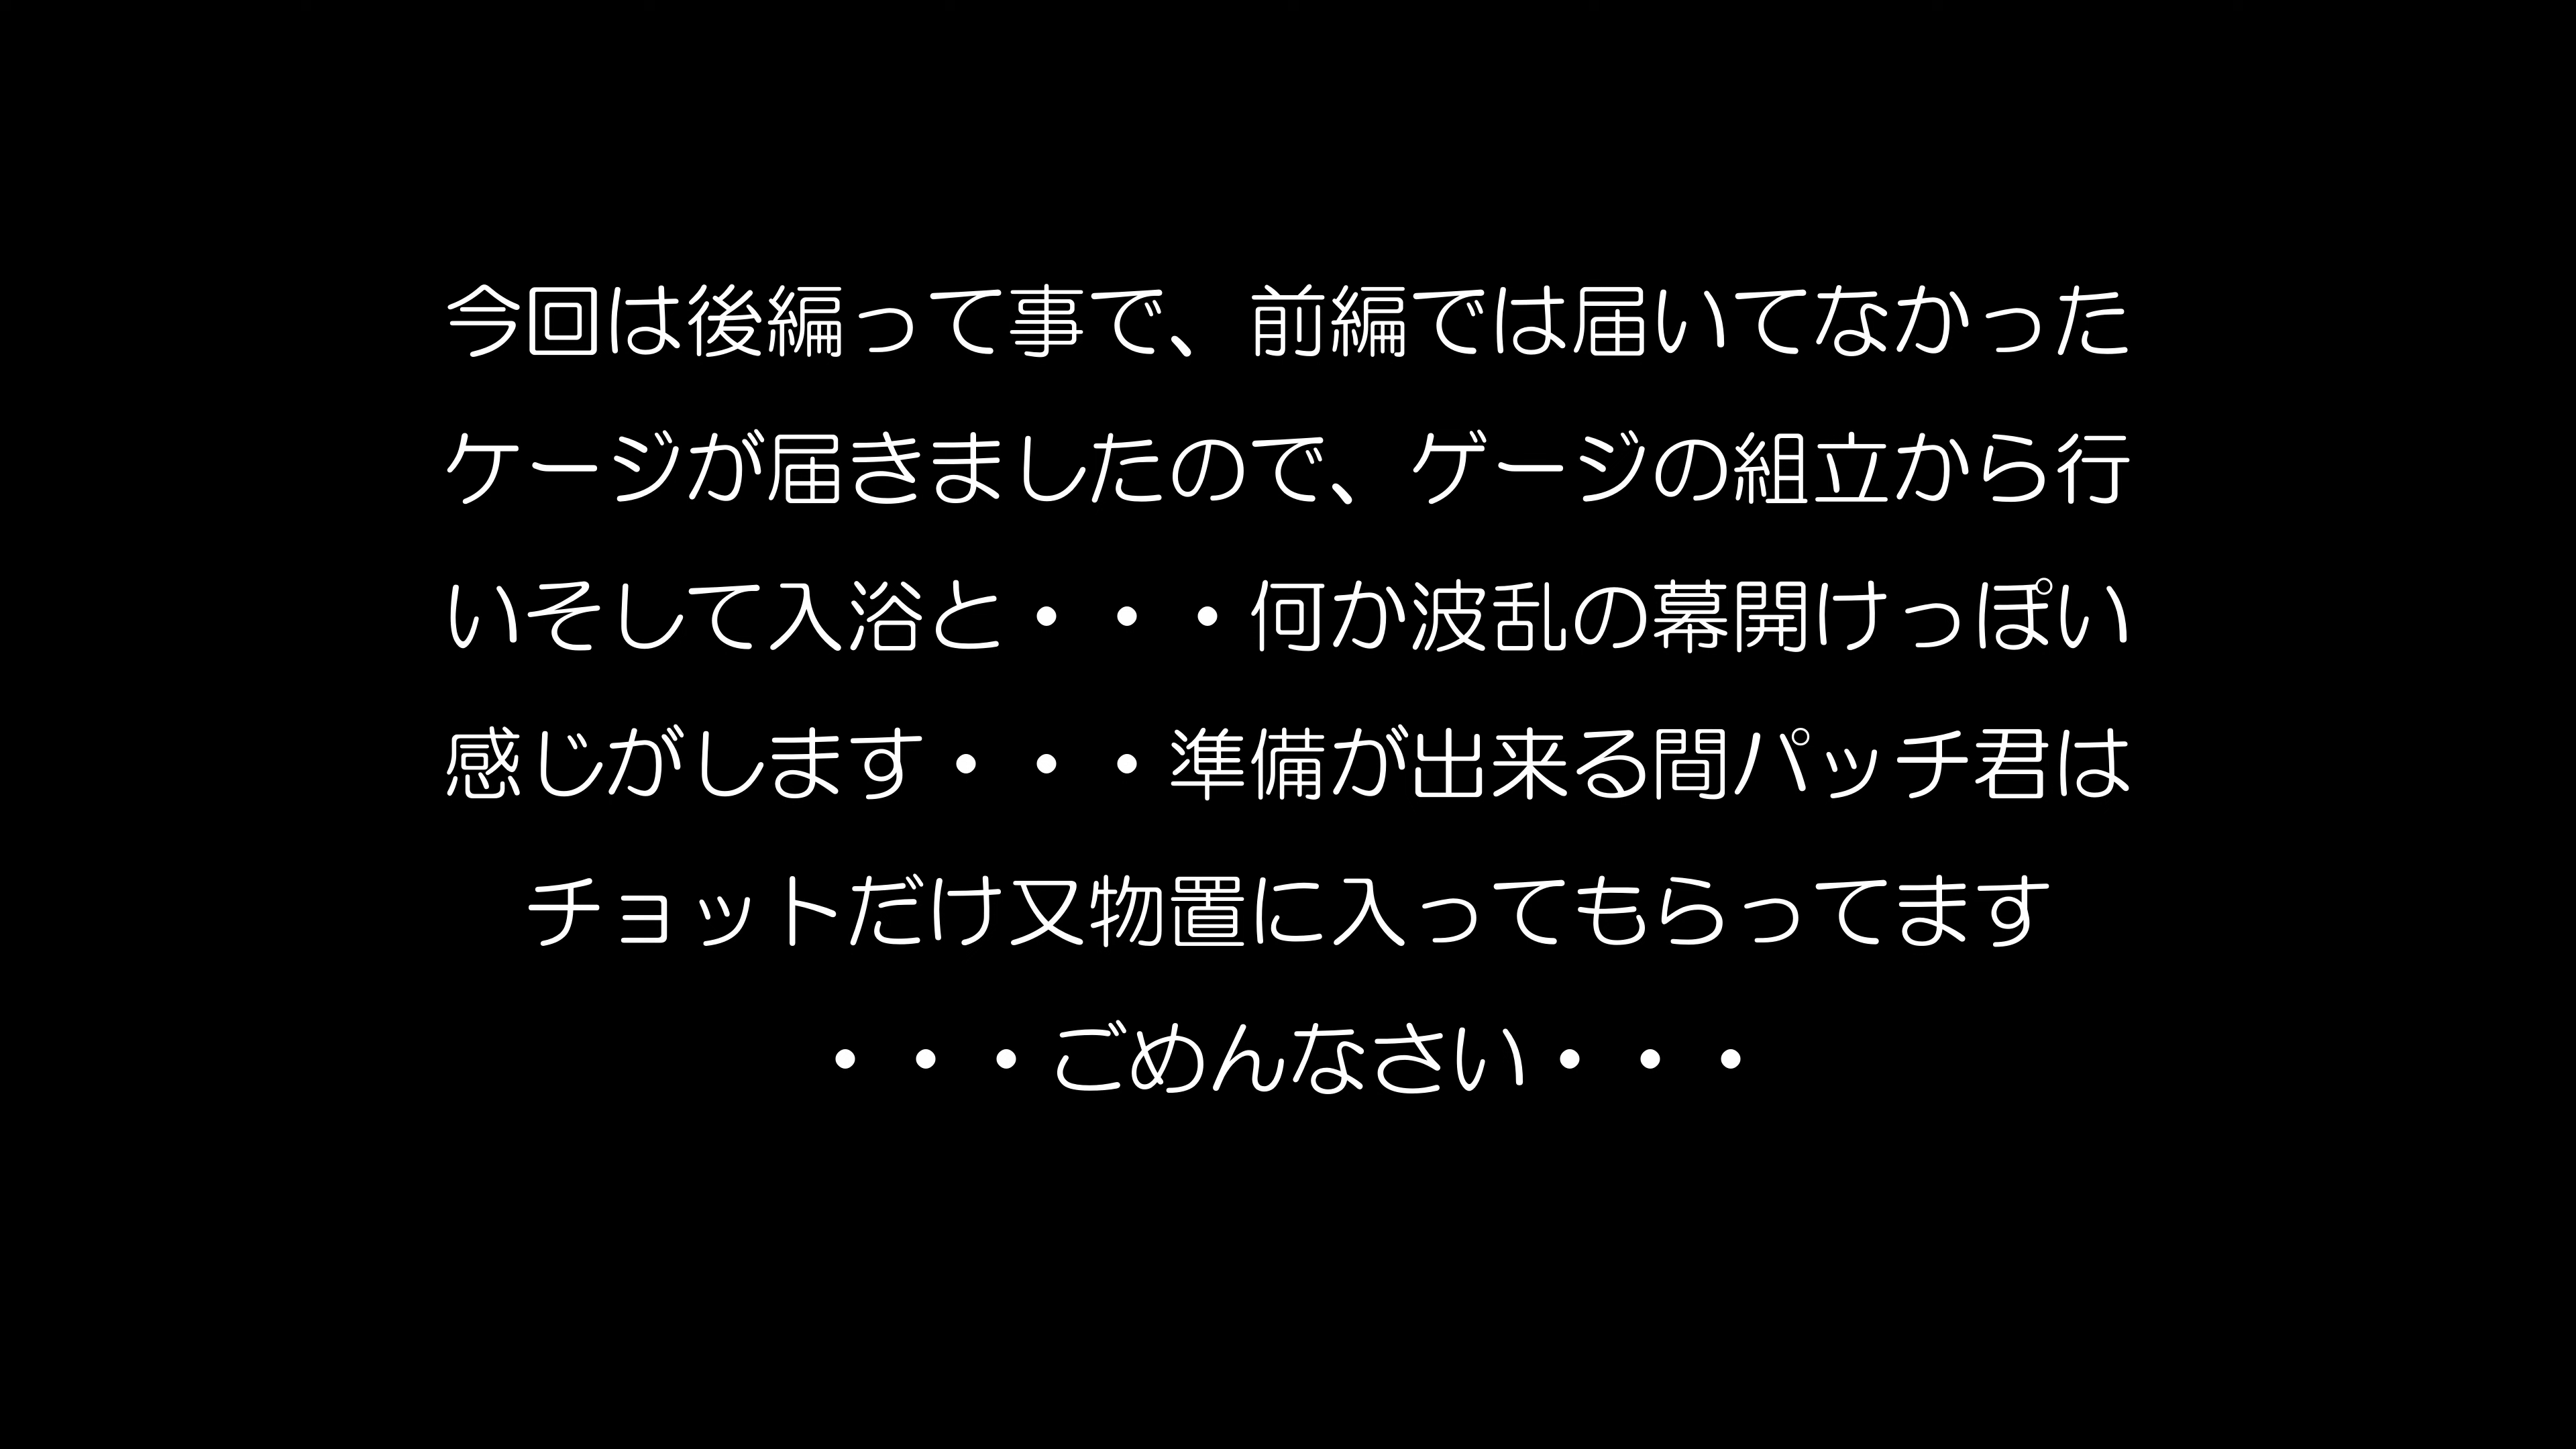 今回は後編って事で、前編では届いてなかった
ケージが届きましたので、ゲージの組立から行
いそして入浴と・・・何か波乱の幕開けっぽい
感じがします・・・準備が出来る間パッチ君は
チョットだけ又物置に入ってもらってます
・・・ごめんなさい・・・